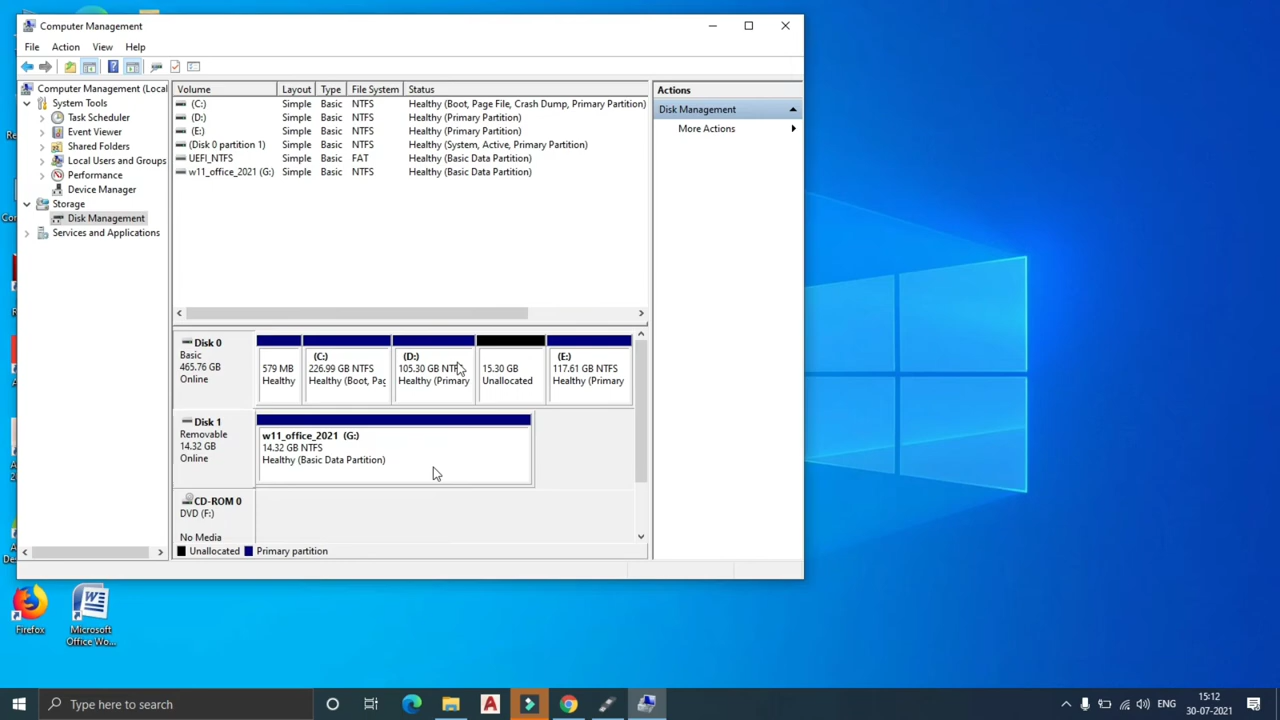 Computer Management
File Action View Help
Computer Management (Local
System Tools
Task Scheduler
Event Viewer
Shared Folders
Local Users and Groups
Performance
Device Manager
Storage
Disk Management
Services and Applications
Volume Layout Type File System Status
(C:) Simple Basic NTFS Healthy (Boot, Page File, Crash Dump, Primary Partition)
(D:) Simple Basic NTFS Healthy (Primary Partition)
(E:) Simple Basic NTFS Healthy (Primary Partition)
(Disk 0 partition 1) Simple Basic NTFS Healthy (System, Active, Primary Partition)
UEFI_NTFS Simple Basic FAT Healthy (Basic Data Partition)
w11_office_2021 (G:) Simple Basic NTFS Healthy (Basic Data Partition)
Actions
Disk Management
More Actions
Disk 0
Basic
465.76 GB
Online
579 MB
Healthy
(C:)
226.99 GB NTFS
Healthy (Boot, Pag
(D:)
105.30 GB NTFS
Healthy (Primary
15.30 GB
Unallocated
(E:)
117.61 GB NTFS
Healthy (Primary
Disk 1
Removable
14.32 GB
Online
w11_office_2021 (G:)
14.32 GB NTFS
Healthy (Basic Data Partition)
CD-ROM 0
DVD (F:)
No Media
Unallocated Primary partition
Firefox
Microsoft
Office Wo...
Type here to search
ENG
15:12
30-07-2021